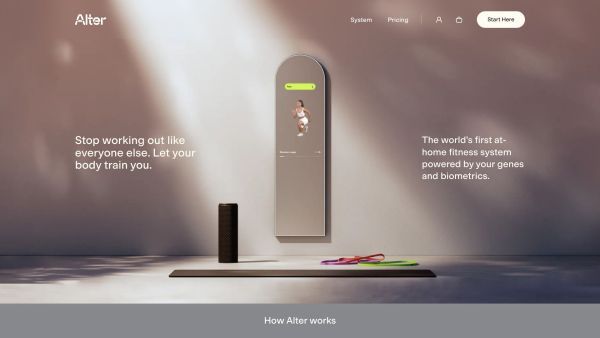 Alter
System
Pricing
Start Here
Stop working out like
everyone else. Let your
body train you.
The world's first at-
home fitness system
powered by your genes
and biometrics.
How Alter works